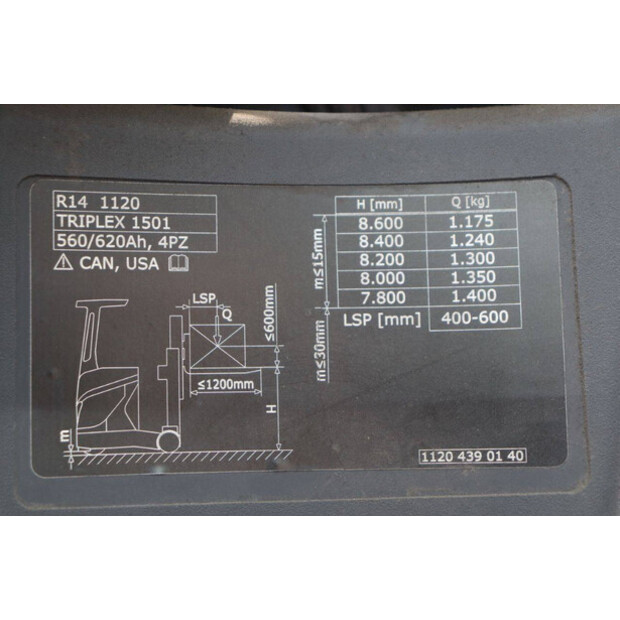 R14 1120
TRIPLEX 1501
560/620Ah, 4PZ
CAN, USA
H [mm] Q [kg]
8.600 1.175
8.400 1.240
8.200 1.300
8.000 1.350
7.800 1.400
LSP [mm] 400-600
m≤15mm
m≤30mm
LSP
Q
≤600mm
≤1200mm
H
m
1120 439 01 40